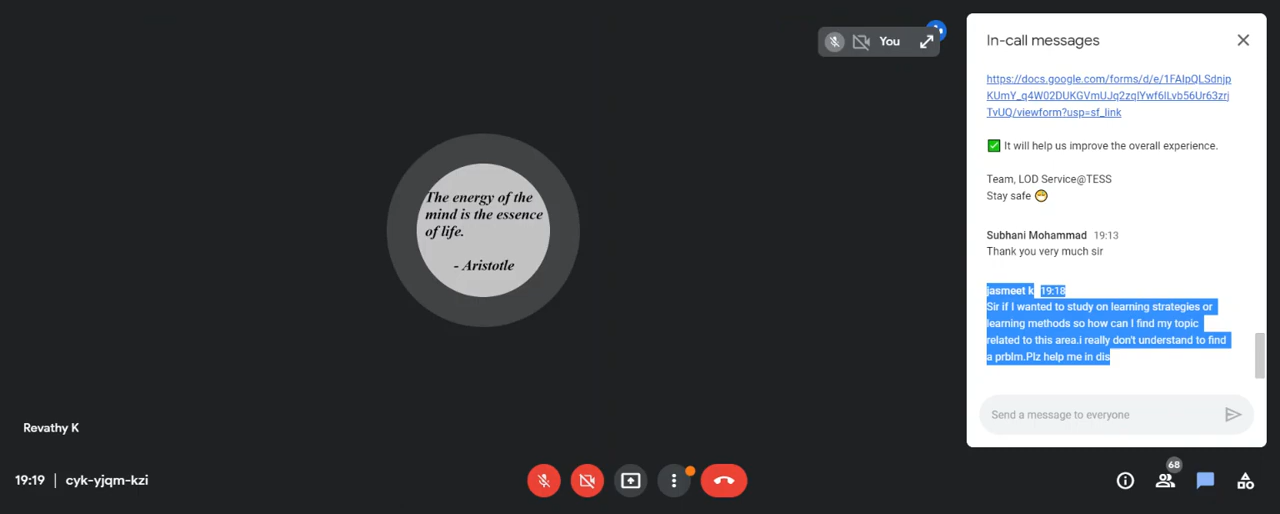 You
In-call messages
https://docs.google.com/forms/d/e/1FAIpQLSdnjp
KUmY_q4W02DUKGVmUJq2zqlYwf6ILvb56Ur63zrj
TvUQ/viewform?usp=sf_link
It will help us improve the overall experience.
Team, LOD Service@TESS
Stay safe
Subhani Mohammad 19:13
Thank you very much sir
jasmeet k 19:18
Sir if I wanted to study on learning strategies or
learning methods so how can I find my topic
related to this area.i really don't understand to find
a prblm.Plz help me in dis
Send a message to everyone
The energy of the
mind is the essence
of life.
- Aristotle
Revathy K
19:19 | cyk-yjqm-kzi
68